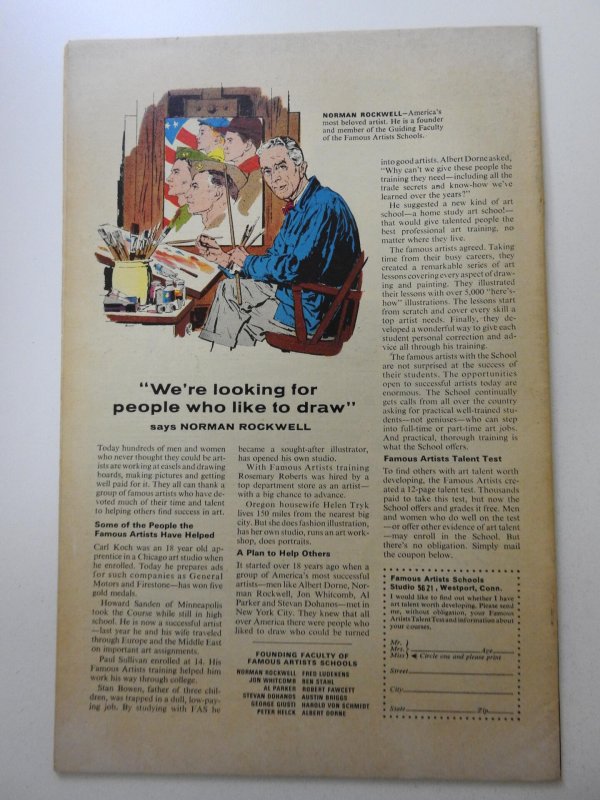 NORMAN ROCKWELL—America's
most beloved artist. He is a founder
and member of the Guiding Faculty
of the Famous Artists Schools.
"We're looking for
people who like to draw"
says NORMAN ROCKWELL
Today hundreds of men and women
who never thought they could be art-
ists are working at easels and drawing
boards, making pictures and getting
well paid for it. They all can thank a
group of famous artists who have de-
voted much of their time and talent
to helping others find success in art.
Some of the People the
Famous Artists Have Helped
Carl Koch was an 18 year old ap-
prentice in a Chicago art studio when
he enrolled. Today he prepares ads
for such companies as General
Motors and Firestone—has won five
gold medals.
Howard Sanden of Minneapolis
took the Course while still in high
school. He is now a successful artist
—last year he and his wife traveled
through Europe and the Middle East
on important art assignments.
Paul Sullivan enrolled at 14. His
Famous Artists training helped him
work his way through college.
Stan Bowen, father of three chil-
dren, was trapped in a dull, low-pay-
ing job. By studying with FAS he
became a sought-after illustrator,
has opened his own studio.
With Famous Artists training
Rosemary Roberts was hired by a
top department store as an artist—
with a big chance to advance.
Oregon housewife Helen Tryk
lives 150 miles from the nearest big
city. But she does fashion illustration,
has her own studio, runs an art work-
shop, does portraits.
A Plan to Help Others
It started over 18 years ago when a
group of America's most successful
artists—men like Albert Dorne, Nor-
man Rockwell, Jon Whitcomb, Al
Parker and Stevan Dohanos—met in
New York City. They knew that all
over America there were people who
liked to draw who could be turned
FOUNDING FACULTY OF
FAMOUS ARTISTS SCHOOLS
NORMAN ROCKWELL FRED LUDEKENS
JON WHITCOMB BEN STAHL
AL PARKER ROBERT FAWCETT
STEVAN DOHANOS AUSTIN BRIGGS
GEORGE GIUSTI HAROLD VON SCHMIDT
PETER HELCK ALBERT DORNE
into good artists. Albert Dorne asked,
"Why can't we give these people the
training they need—including all the
trade secrets and know-how we've
learned over the years?"
He suggested a new kind of art
school—a home study art school—
that would give talented people the
best professional art training, no
matter where they live.
The famous artists agreed. Taking
time from their busy careers, they
created a remarkable series of art
lessons covering every aspect of draw-
ing and painting. They illustrated
their lessons with over 5,000 "here's-
how" illustrations. The lessons start
from scratch and cover every skill a
top artist needs. Finally, they de-
veloped a wonderful way to give each
student personal correction and ad-
vice all through his training.
The famous artists with the School
are not surprised at the success of
their students. The opportunities
open to successful artists today are
enormous. The School continually
gets calls from all over the country
asking for practical well-trained stu-
dents—not geniuses—who can step
into full-time or part-time art jobs.
And practical, thorough training is
what the School offers.
Famous Artists Talent Test
To find others with art talent worth
developing, the Famous Artists cre-
ated a 12-page talent test. Thousands
paid to take this test, but now the
School offers and grades it free. Men
and women who do well on the test
—or offer other evidence of art talent
—may enroll in the School. But
there's no obligation. Simply mail
the coupon below.
Famous Artists Schools
Studio 5621, Westport, Conn.
I would like to find out whether I have
art talent worth developing. Please send
me, without obligation, your Famous
Artists Talent Test and information about
your courses.
Mr.
Mrs. Age
Miss Circle one and please print
Street
City
State Zip